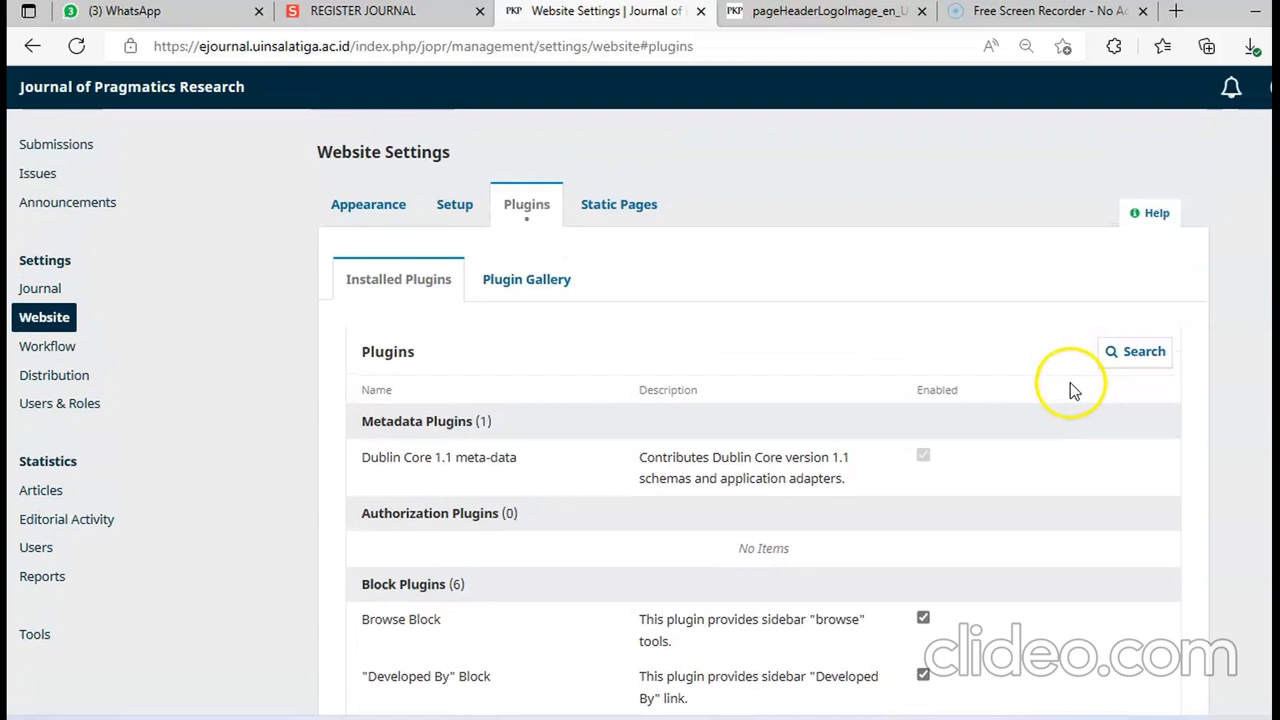 (3) WhatsApp
REGISTER JOURNAL
Website Settings | Journal of
pageHeaderLogoImage_en_U
Free Screen Recorder - No Ac
https://ejournal.uinsalatiga.ac.id/index.php/jopr/management/settings/website#plugins
Journal of Pragmatics Research
Submissions
Issues
Announcements
Settings
Journal
Website
Workflow
Distribution
Users & Roles
Statistics
Articles
Editorial Activity
Users
Reports
Tools
Website Settings
Appearance Setup Plugins Static Pages
Help
Installed Plugins Plugin Gallery
Plugins
Search
Name Description Enabled
Metadata Plugins (1)
Dublin Core 1.1 meta-data Contributes Dublin Core version 1.1
schemas and application adapters.
Authorization Plugins (0)
No Items
Block Plugins (6)
Browse Block This plugin provides sidebar "browse"
tools.
"Developed By" Block This plugin provides sidebar "Developed
By" link.
clideo.com